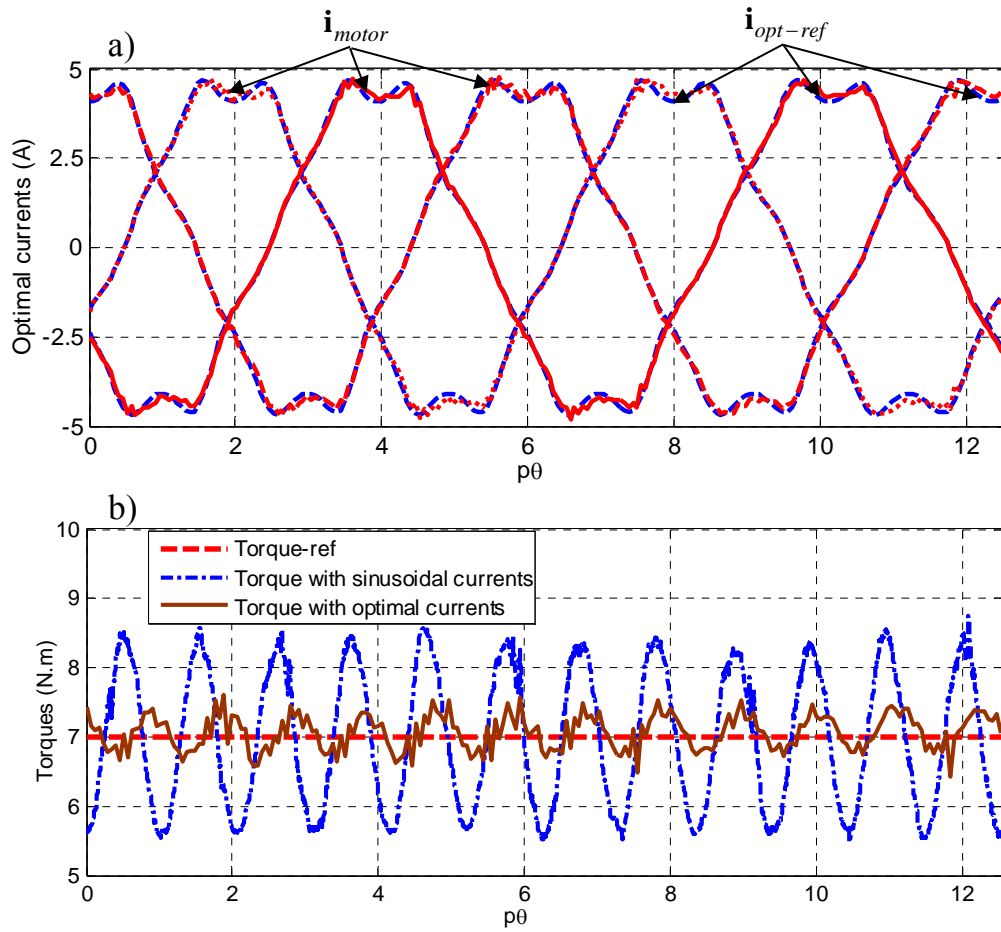 a)
i motor
i opt-ref
5
2.5
0
-2.5
-5
Optimal currents (A)
0 2 4 6 8 10 12
pθ
b)
10
9
8
7
6
5
Torques (N.m)
Torque-ref
Torque with sinusoidal currents
Torque with optimal currents
0 2 4 6 8 10 12
pθ